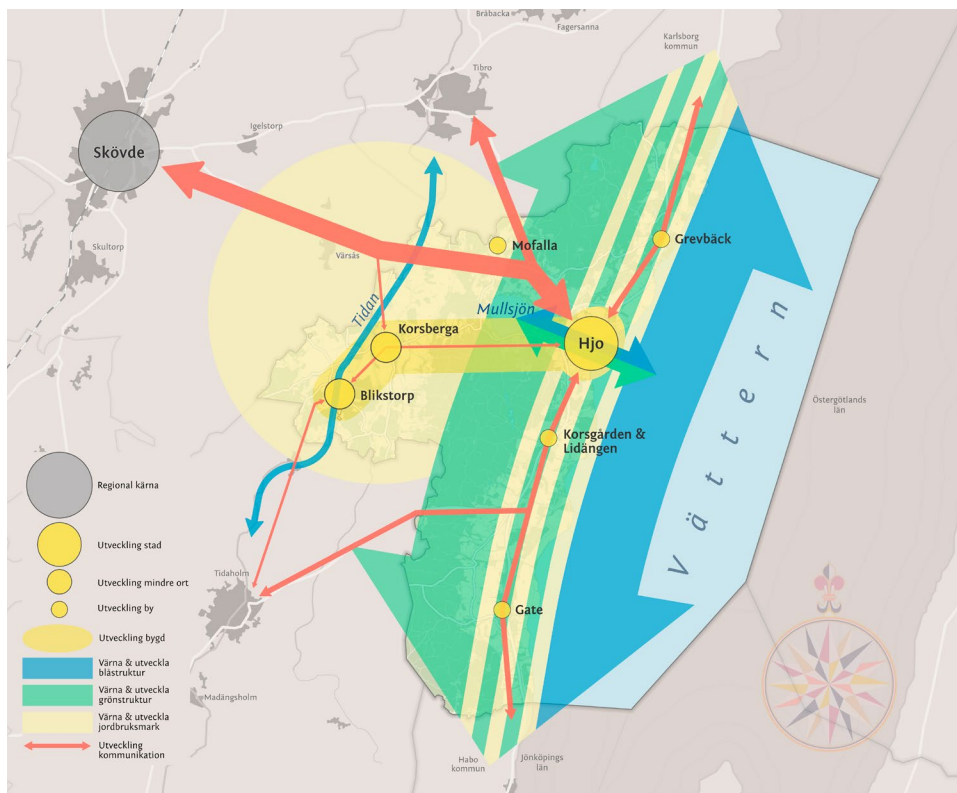 Bråbacka
Fagersanna
Karlsborg
kommun
Tibro
Igelstorp
Skövde
Skultorp
Värsås
Mofalla
Grevbäck
Tidan
Mullsjön
Korsberga
Hjo
Blikstorp
Vättern
Östergötlands
län
Korsgården &
Lidängen
Regional kärna
Utveckling stad
Tidaholm
Utveckling mindre ort
Utveckling by
Gate
Utveckling bygd
Värna & utveckla
blåstruktur
Värna & utveckla
grönstruktur
Madängsholm
Värna & utveckla
jordbruksmark
Utveckling
kommunikation
Habo
kommun
Jönköpings
län